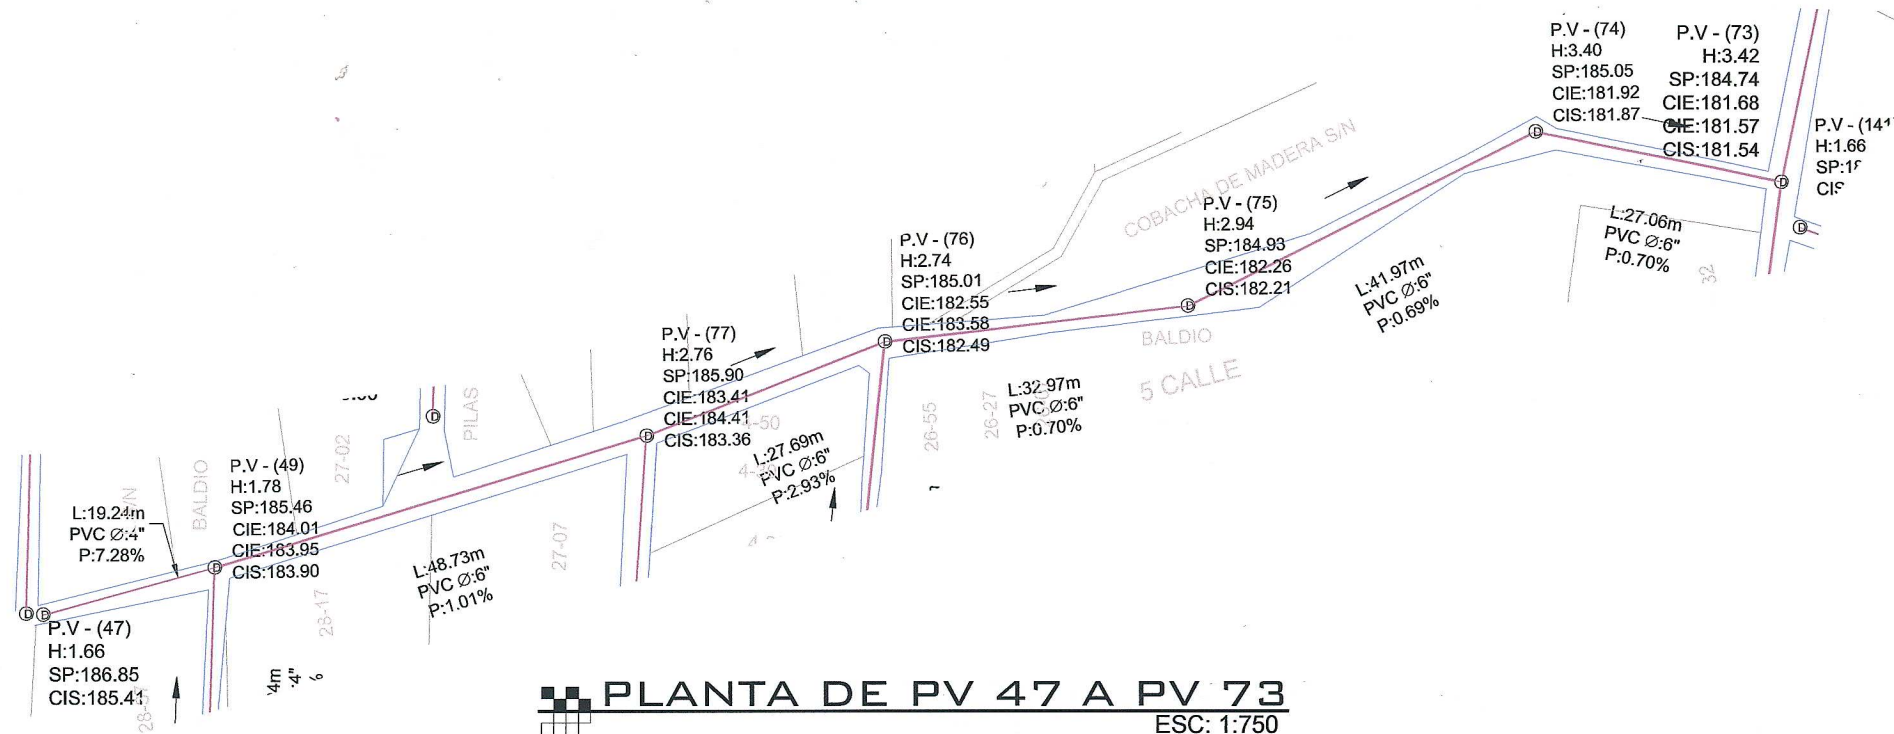 P.V - (74)
H:3.40
SP:185.05
CIE:181.92
CIS:181.87
P.V - (73)
H:3.42
SP:184.74
CIE:181.68
CIE:181.57
CIS:181.54
P.V - (141
H:1.66
COBACHA DE MADERA S/N
P.V - (75)
H:2.94
SP:184.93
CIE:182.26
CIS:182.21
L:27.06m
PVC Ø:6"
P:0.70%
32
P.V - (76)
H:2.74
SP:185.01
CIE:182.55
CIE:183.58
CIS:182.49
L:41.97m
PVC Ø:6"
P:0.69%
BALDIO
5 CALLE
P.V - (77)
H:2.76
SP:185.90
CIE:183.41
CIE:184.41
CIS:183.36
4-50
L:32.97m
PVC Ø:6"
P:0.70%
26-27
26-55
L:27.69m
PVC Ø:6"
P:2.93%
PILAS
27-02
27-07
BALDIO
P.V - (49)
H:1.78
SP:185.46
CIE:184.01
CIE:183.95
CIS:183.90
L:19.24m
PVC Ø:4"
P:7.28%
L:48.73m
PVC Ø:6"
P:1.01%
28-17
P.V - (47)
H:1.66
SP:186.85
CIS:185.41
4m
4"
PLANTA DE PV 47 A PV 73
ESC: 1:750